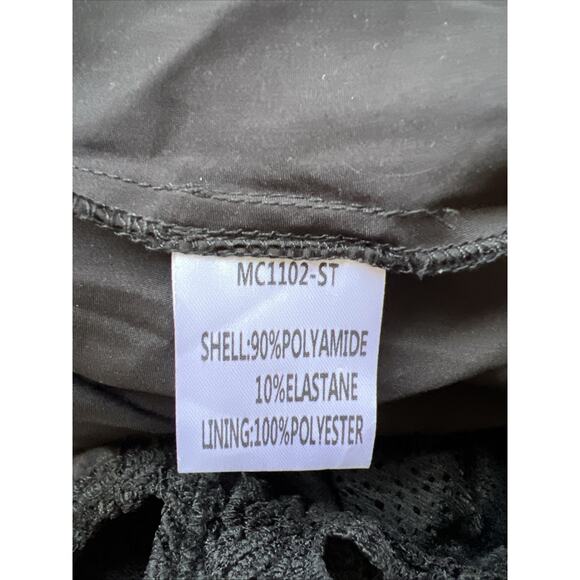 MC1102-ST
SHELL:90%POLYAMIDE
10%ELASTANE
LINING:100%POLYESTER